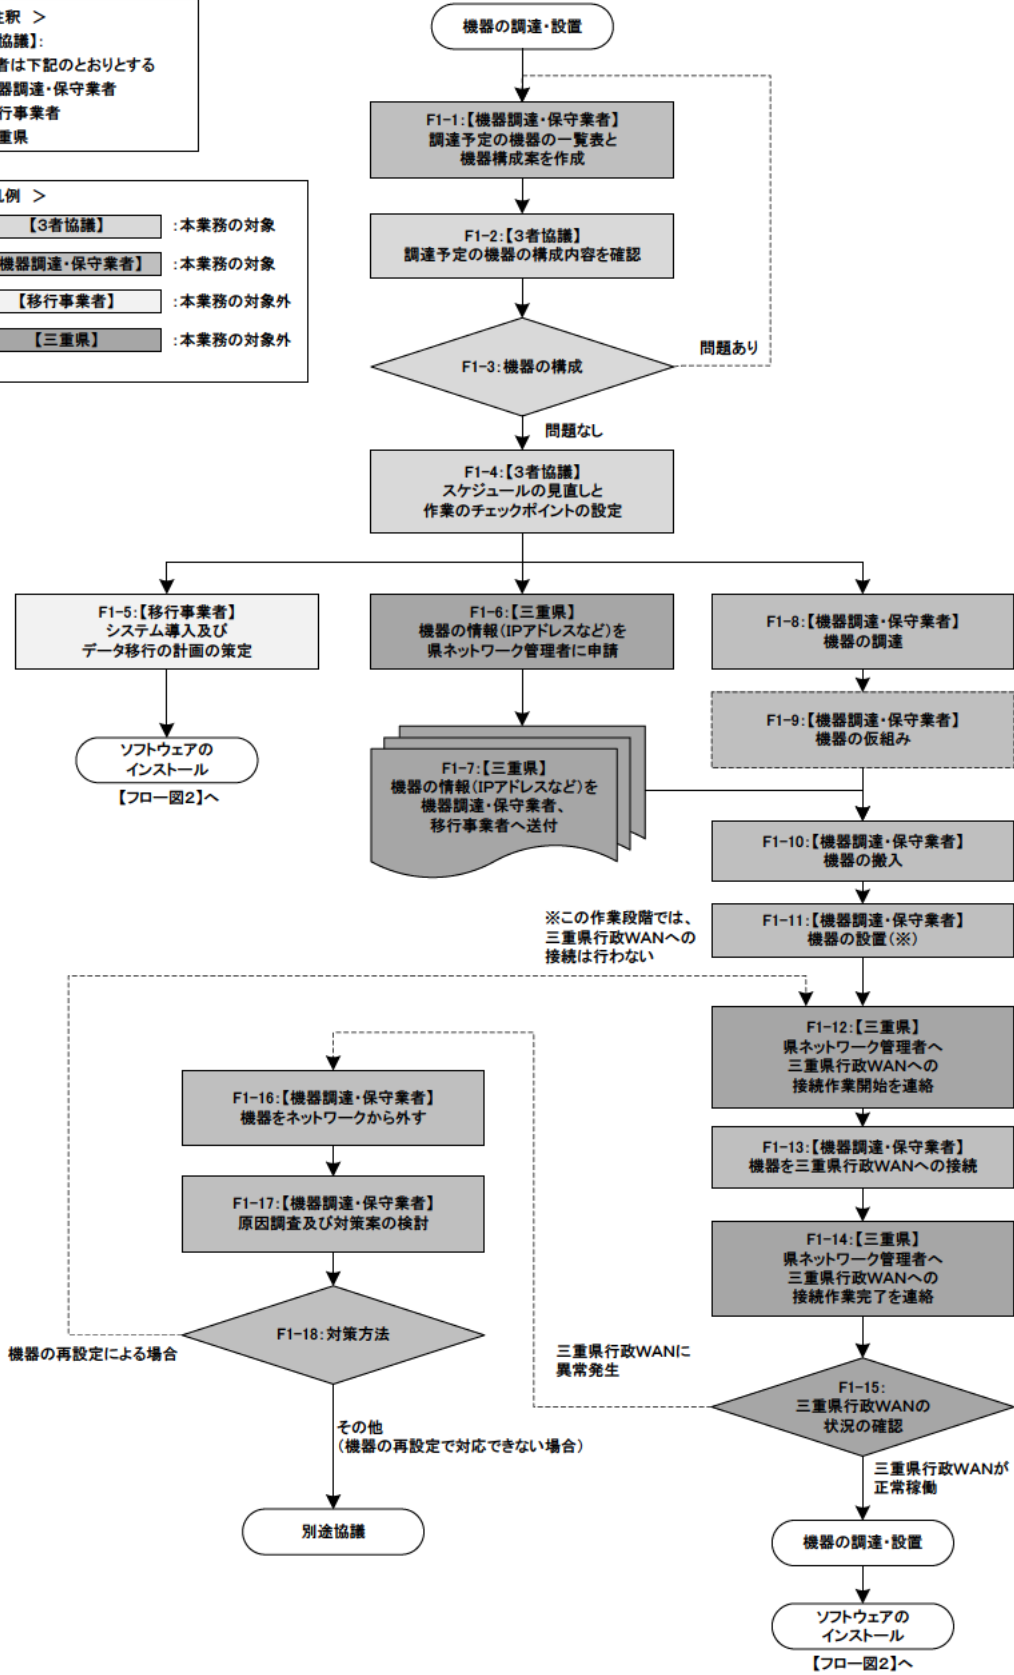 釈 ＞
協議】：
者は下記のとおりとする
器調達・保守業者
行事業者
重県
例 ＞
【3者協議】 ：本業務の対象
機器調達・保守業者】 ：本業務の対象
【移行事業者】 ：本業務の対象外
【三重県】 ：本業務の対象外
機器の調達・設置
F1-1：【機器調達・保守業者】
調達予定の機器の一覧表と
機器構成案を作成
F1-2：【3者協議】
調達予定の機器の構成内容を確認
F1-3：機器の構成
問題あり
問題なし
F1-4：【3者協議】
スケジュールの見直しと
作業のチェックポイントの設定
F1-5：【移行事業者】
システム導入及び
データ移行の計画の策定
ソフトウェアの
インストール
【フロー図2】へ
F1-6：【三重県】
機器の情報（IPアドレスなど）を
県ネットワーク管理者に申請
F1-7：【三重県】
機器の情報（IPアドレスなど）を
機器調達・保守業者、
移行事業者へ送付
F1-8：【機器調達・保守業者】
機器の調達
F1-9：【機器調達・保守業者】
機器の仮組み
F1-10：【機器調達・保守業者】
機器の搬入
F1-11：【機器調達・保守業者】
機器の設置（※）
※この作業段階では、
三重県行政WANへの
接続は行わない
F1-12：【三重県】
県ネットワーク管理者へ
三重県行政WANへの
接続作業開始を連絡
F1-13：【機器調達・保守業者】
機器を三重県行政WANへの接続
F1-14：【三重県】
県ネットワーク管理者へ
三重県行政WANへの
接続作業完了を連絡
F1-15：
三重県行政WANの
状況の確認
三重県行政WANに
異常発生
F1-16：【機器調達・保守業者】
機器をネットワークから外す
F1-17：【機器調達・保守業者】
原因調査及び対策案の検討
F1-18：対策方法
機器の再設定による場合
その他
（機器の再設定で対応できない場合）
別途協議
三重県行政WANが
正常稼働
機器の調達・設置
ソフトウェアの
インストール
【フロー図2】へ